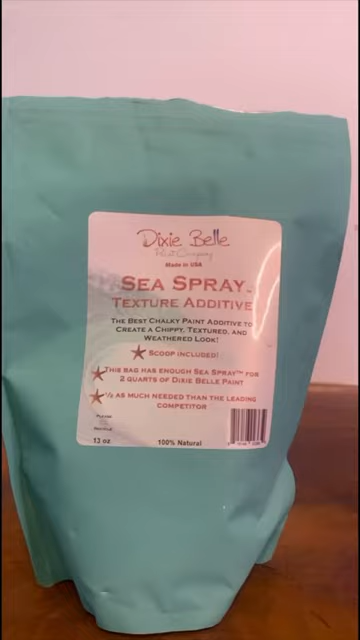 Dixie Belle
Paint Company
Made in USA
SEA SPRAY™
TEXTURE ADDITIVE
THE BEST CHALKY PAINT ADDITIVE TO
CREATE A CHIPPY, TEXTURED, AND
WEATHERED LOOK!
SCOOP INCLUDED!
THIS BAG HAS ENOUGH SEA SPRAY™ FOR
2 QUARTS OF DIXIE BELLE PAINT
½ AS MUCH NEEDED THAN THE LEADING
COMPETITOR
13 oz
100% Natural